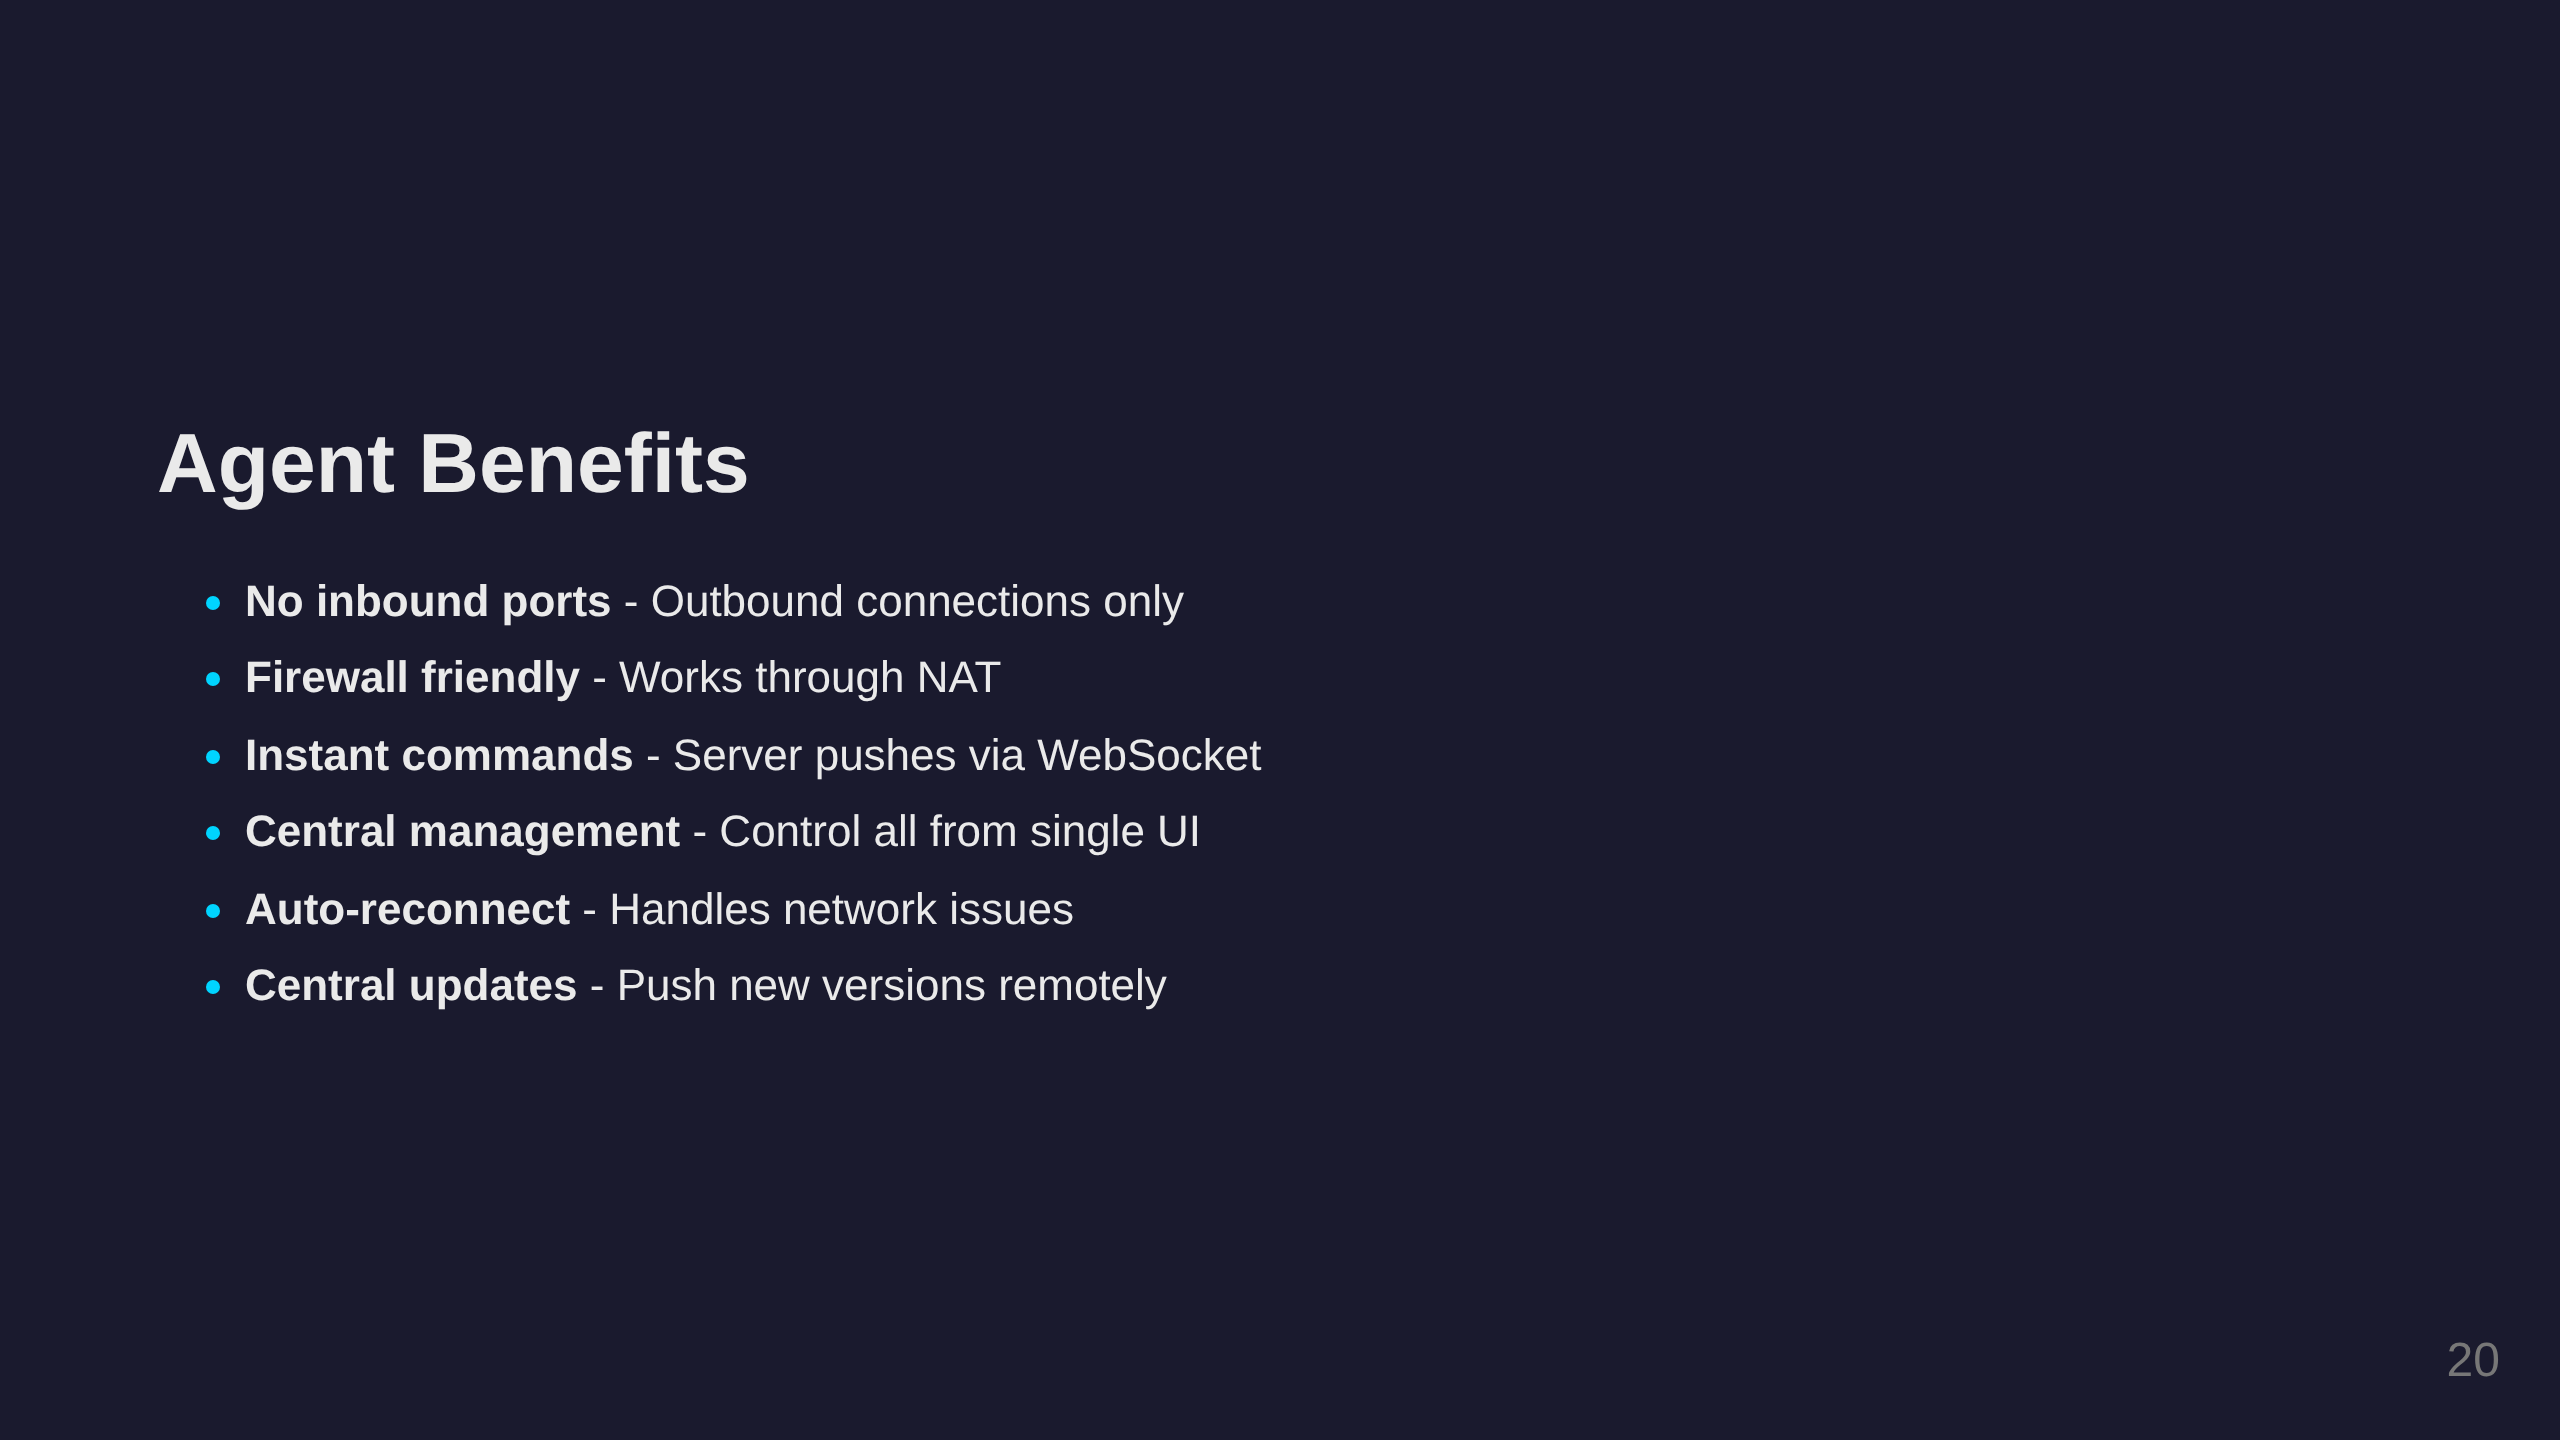 Agent Benefits
No inbound ports - Outbound connections only
Firewall friendly - Works through NAT
Instant commands - Server pushes via WebSocket
Central management - Control all from single UI
Auto-reconnect - Handles network issues
Central updates - Push new versions remotely
20